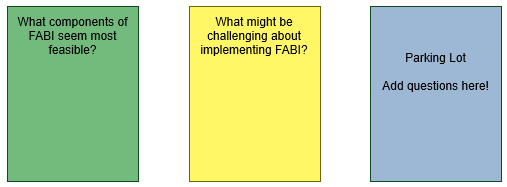 What components of
FABI seem most
feasible?
What might be
challenging about
implementing FABI?
Parking Lot
Add questions here!